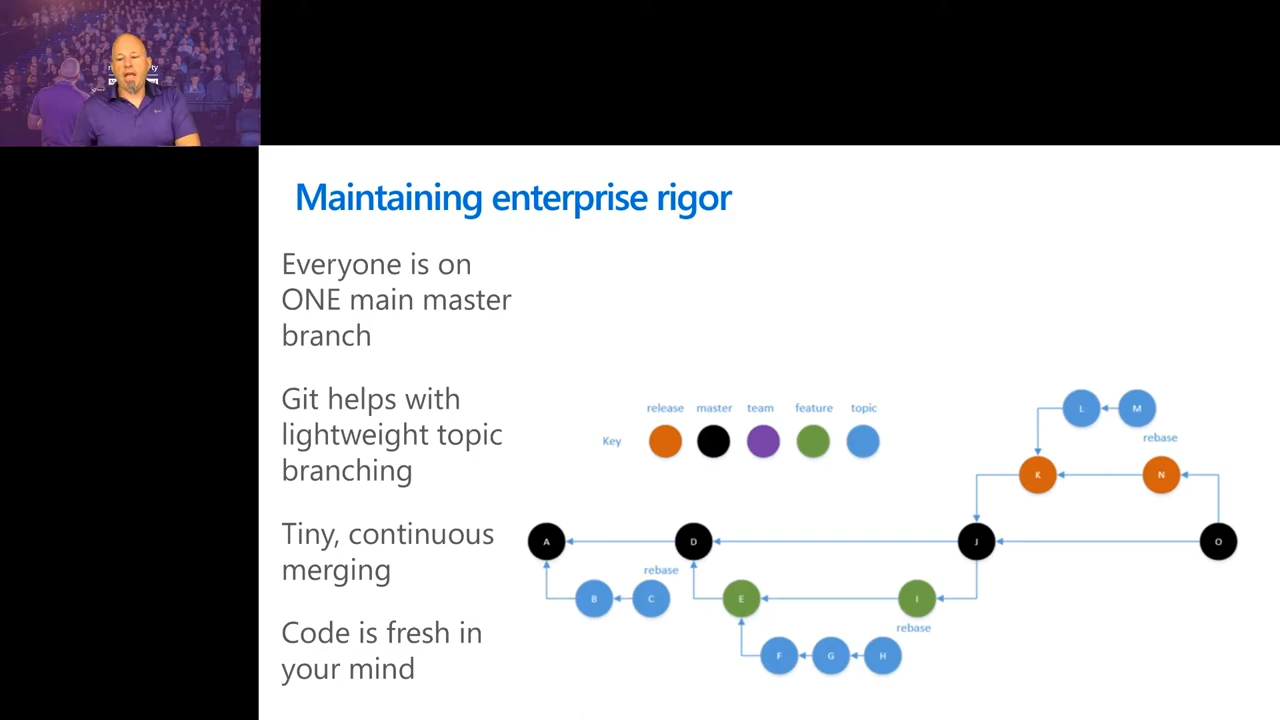 Maintaining enterprise rigor
Everyone is on
ONE main master
branch
Git helps with
lightweight topic
branching
Tiny, continuous
merging
Code is fresh in
your mind
release master team feature topic
Key
L M
rebase
K N
A D J O
rebase
B C E I
rebase
F G H